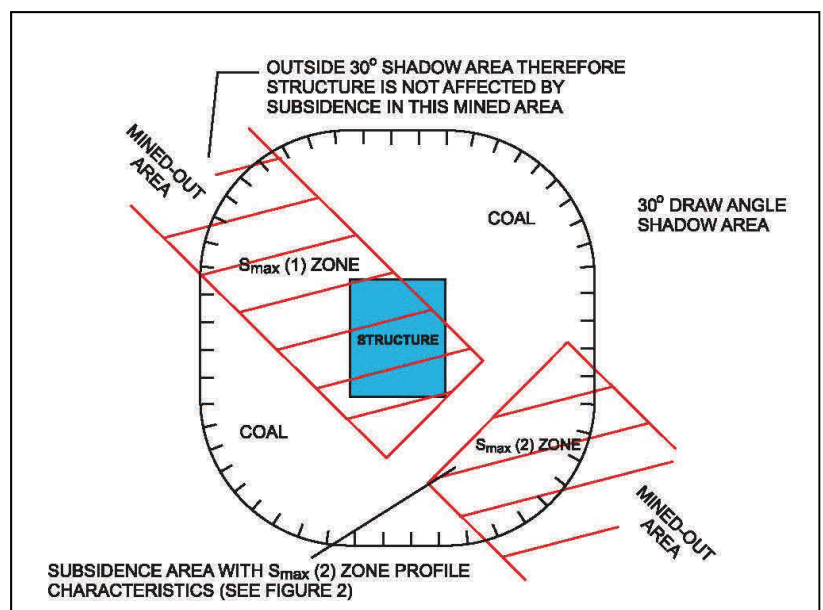 OUTSIDE 30° SHADOW AREA THEREFORE
STRUCTURE IS NOT AFFECTED BY
SUBSIDENCE IN THIS MINED AREA
MINED-OUT
AREA
COAL
30° DRAW ANGLE
SHADOW AREA
Smax (1) ZONE
STRUCTURE
COAL
Smax (2) ZONE
MINED-OUT
AREA
SUBSIDENCE AREA WITH Smax (2) ZONE PROFILE
CHARACTERISTICS (SEE FIGURE 2)